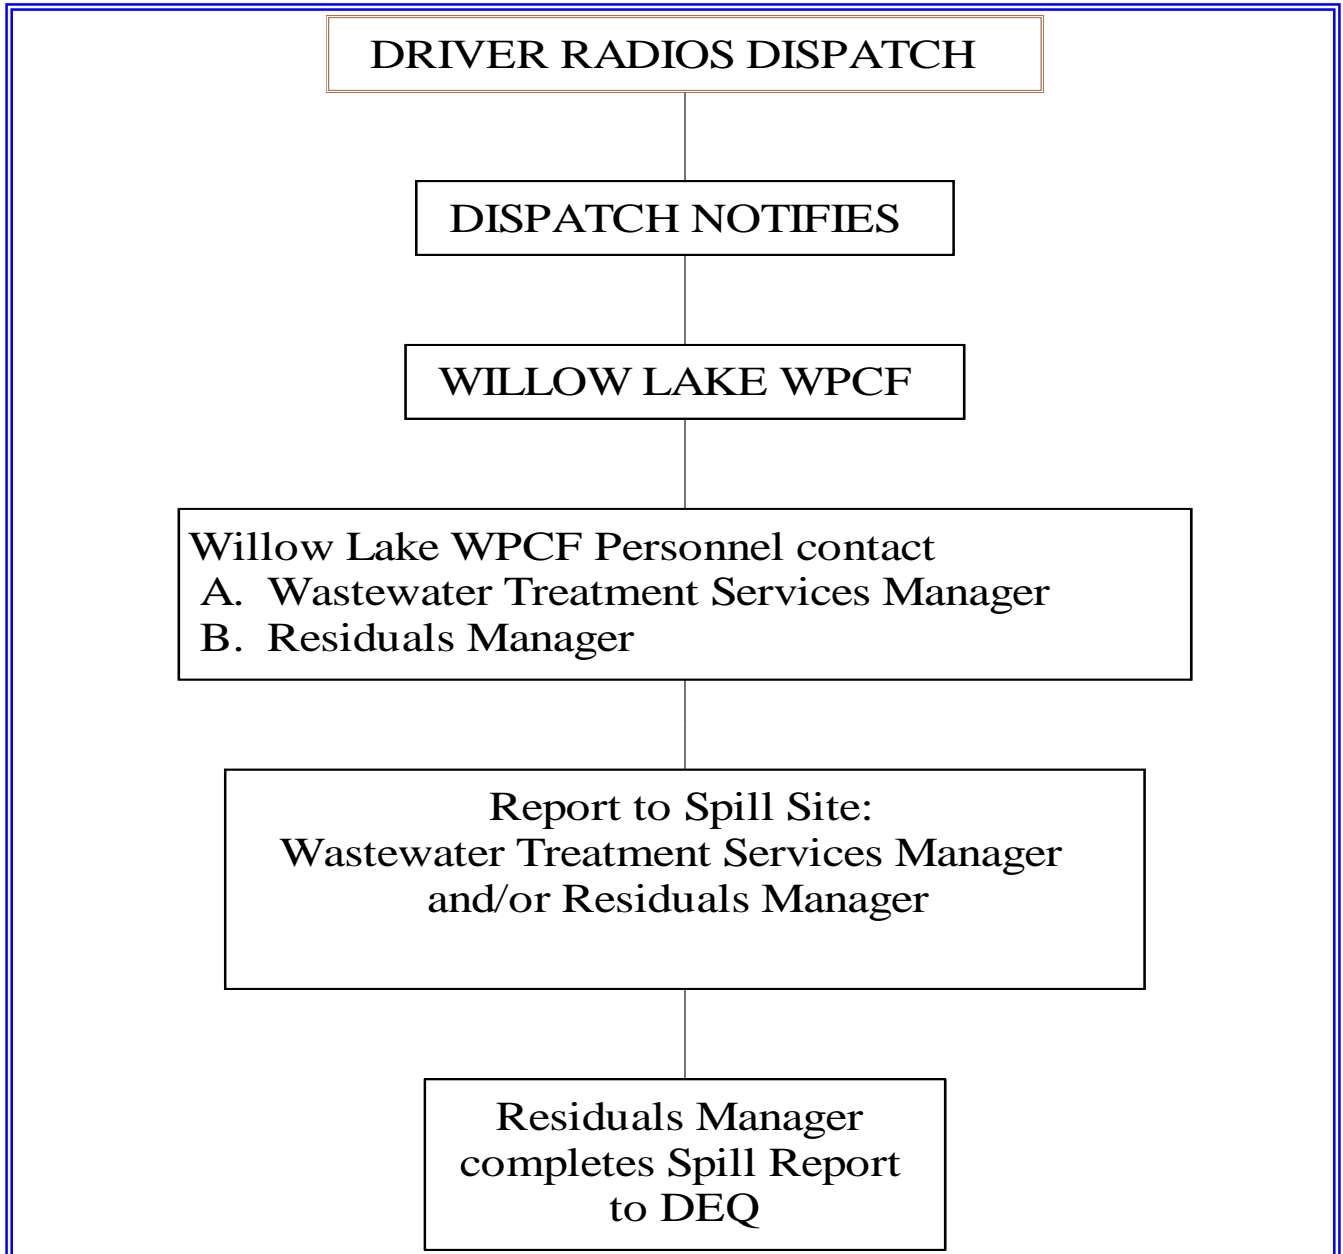 DRIVER RADIOS DISPATCH
DISPATCH NOTIFIES
WILLOW LAKE WPCF
Willow Lake WPCF Personnel contact
A. Wastewater Treatment Services Manager
B. Residuals Manager
Report to Spill Site:
Wastewater Treatment Services Manager
and/or Residuals Manager
Residuals Manager
completes Spill Report
to DEQ